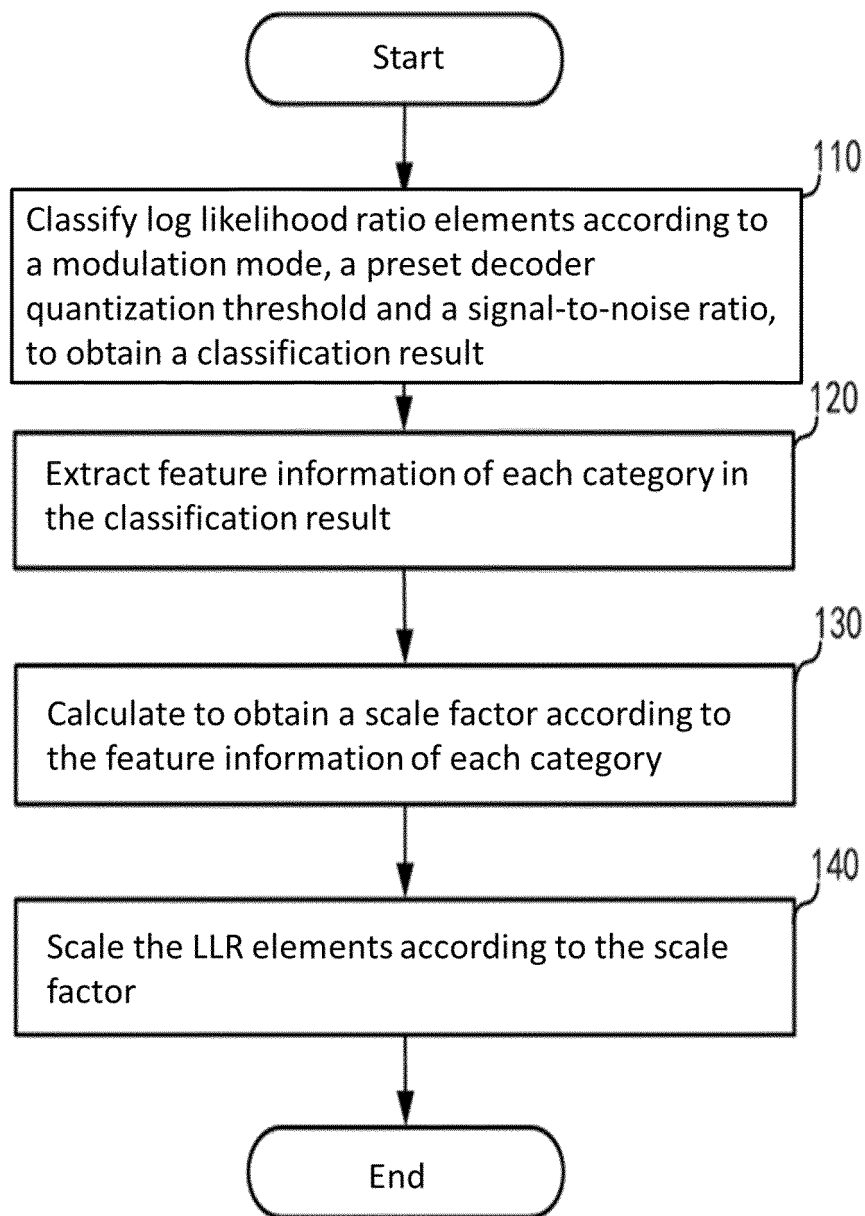 Start
110
Classify log likelihood ratio elements according to
a modulation mode, a preset decoder
quantization threshold and a signal-to-noise ratio,
to obtain a classification result
120
Extract feature information of each category in
the classification result
130
Calculate to obtain a scale factor according to
the feature information of each category
140
Scale the LLR elements according to the scale
factor
End